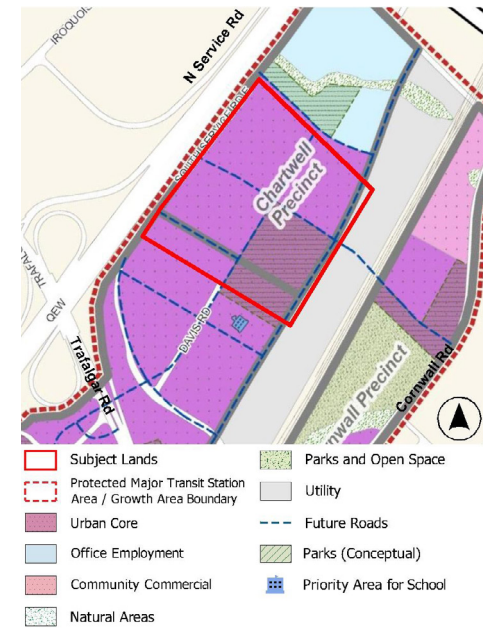 IROQUOIS
N Service Rd
Chartwell
Precinct
QEW
DAVIS RD
Trafalgar Rd
Cornwall Rd
Precinct
Subject Lands
Parks and Open Space
Protected Major Transit Station
Area / Growth Area Boundary
Utility
Urban Core
Future Roads
Office Employment
Parks (Conceptual)
Community Commercial
Priority Area for School
Natural Areas